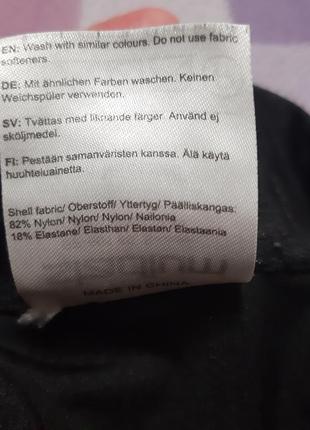 EN: Wash with similar colours. Do not use fabric
softeners.
DE: Mit ähnlichen Farben waschen. Keinen
Weichspüler verwenden.
SV: Tvättas med liknande färger. Använd ej
sköljmedel.
FI: Pestään samanväristen kanssa. Älä käytä
huuhteluainetta.
Shell fabric/ Oberstoff/ Yttertyg/ Päälliskangas:
82% Nylon/ Nylon/ Nylon/ Nailonia
18% Elastane/ Elasthan/ Elestan/ Elastaania
MADE IN CHINA